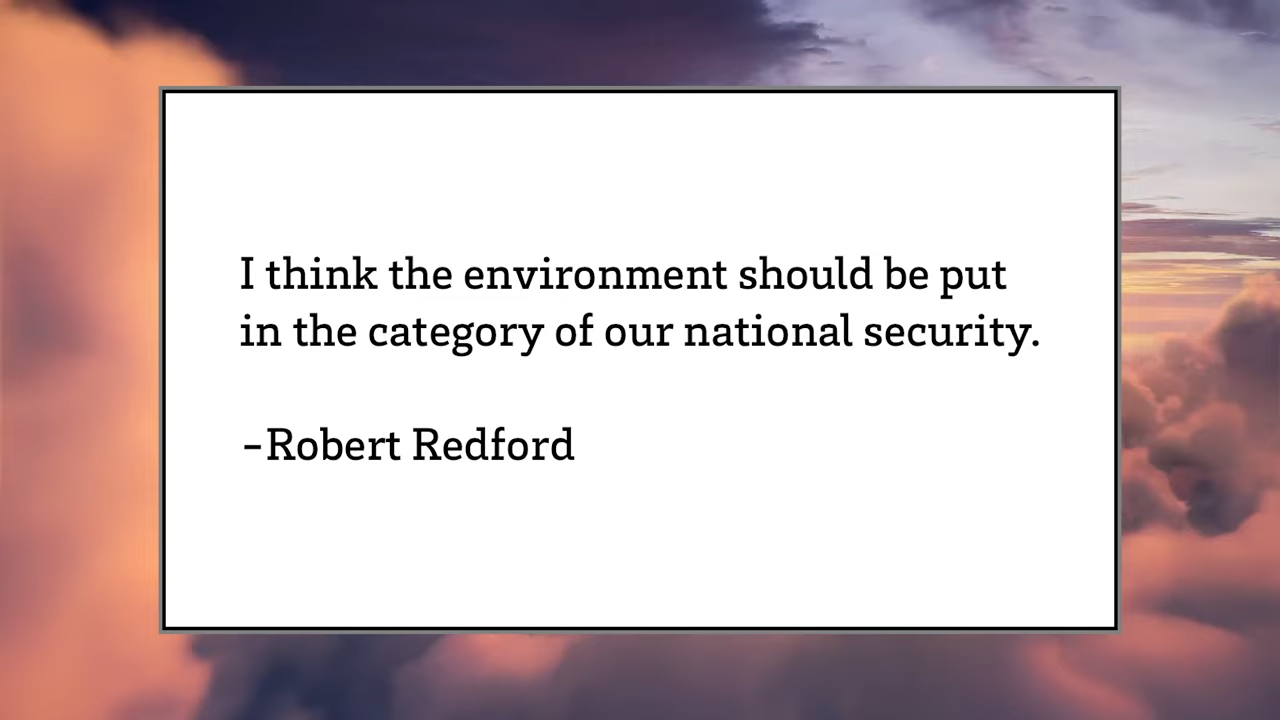 I think the environment should be put
in the category of our national security.
–Robert Redford